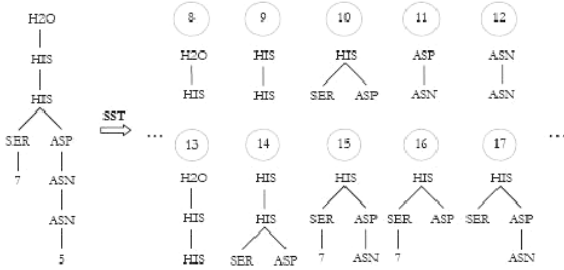 H2O
HIS
HIS
SER ASP
7 ASN
ASN
5
SST
...
8 9 10 11 12
H2O HIS HIS ASP ASN
HIS HIS SER ASP ASN ASN
13 14 15 16 17
...
H2O HIS HIS HIS HIS
HIS HIS SER ASP SER ASP SER ASP
HIS SER ASP 7 ASN 7 ASN